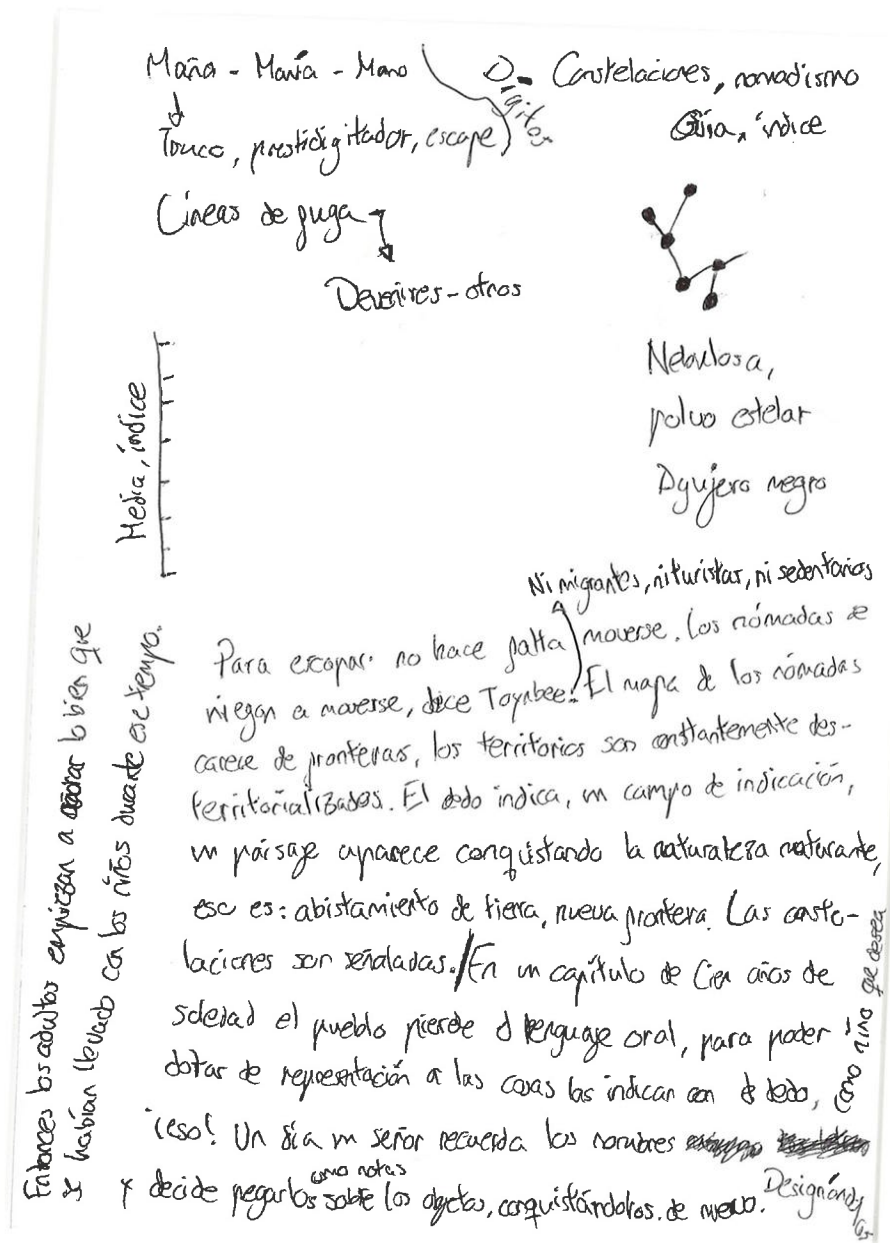 Maña - Manía - Mano
Dígitos - Constelaciones, nomadismo
Guía, índice
Truco, prestidigitador, escape
Líneas de fuga
Devenires-otros
Nebulosa,
polvo estelar
Agujero negro
Media, índice
Ni migrantes, ni turistas, ni sedentarios
Para escapar no hace falta moverse. Los nómadas se
niegan a moverse, dice Toynbee. El mapa de los nómadas
carece de fronteras, los territorios son constantemente des-
territorializados. El dedo indica, un campo de indicación,
un paisaje aparece conquistando la naturaleza naturante,
eso es: abistamiento de tierra, nueva frontera. Las conste-
laciones son señaladas. / En un capítulo de Cien años de
soledad el pueblo pierde el lenguaje oral, para poder
dotar de representación a las cosas las indican con el dedo,
como niño que desea
¡eso! Un día un señor recuerda los nombres
como notas
y decide pegarlos sobre los objetos, conquistándolos de nuevo.
Designándolos
Entonces los adultos empiezan a lo bien que
se habían llevado con los niños durante ese tiempo.